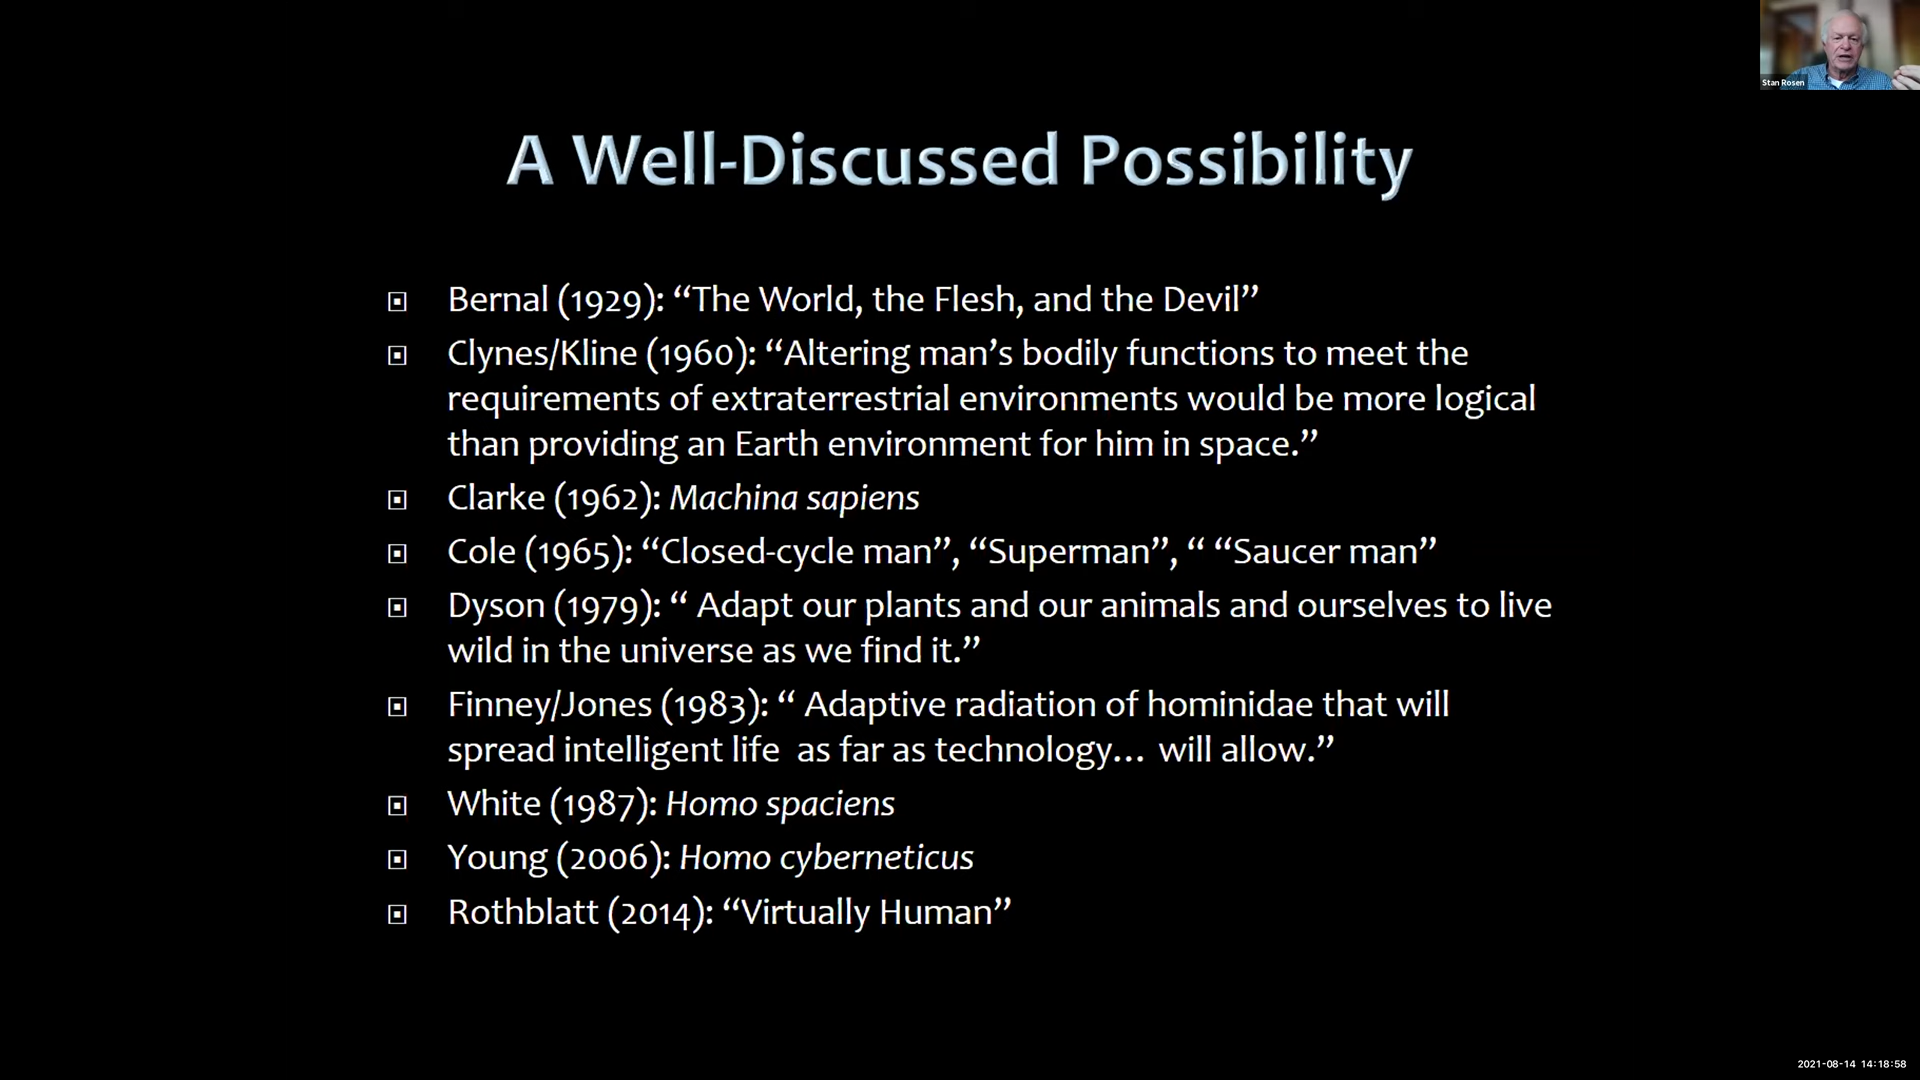 Stan Rosen
A Well-Discussed Possibility
Bernal (1929): “The World, the Flesh, and the Devil”
Clynes/Kline (1960): “Altering man’s bodily functions to meet the
requirements of extraterrestrial environments would be more logical
than providing an Earth environment for him in space.”
Clarke (1962): Machina sapiens
Cole (1965): “Closed-cycle man”, “Superman”, “ “Saucer man”
Dyson (1979): “ Adapt our plants and our animals and ourselves to live
wild in the universe as we find it.”
Finney/Jones (1983): “ Adaptive radiation of hominidae that will
spread intelligent life  as far as technology… will allow.”
White (1987): Homo spaciens
Young (2006): Homo cyberneticus
Rothblatt (2014): “Virtually Human”
2021-08-14 14:18:58